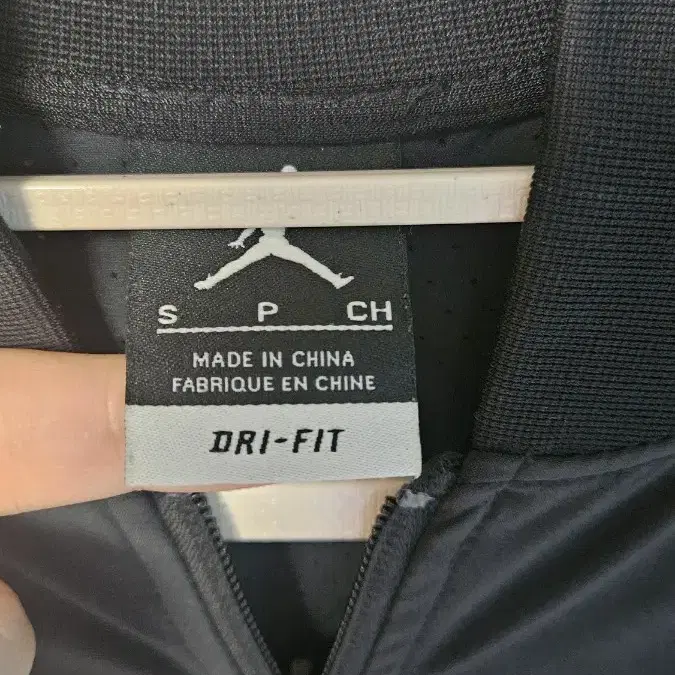 S P CH
MADE IN CHINA
FABRIQUE EN CHINE
DRI-FIT